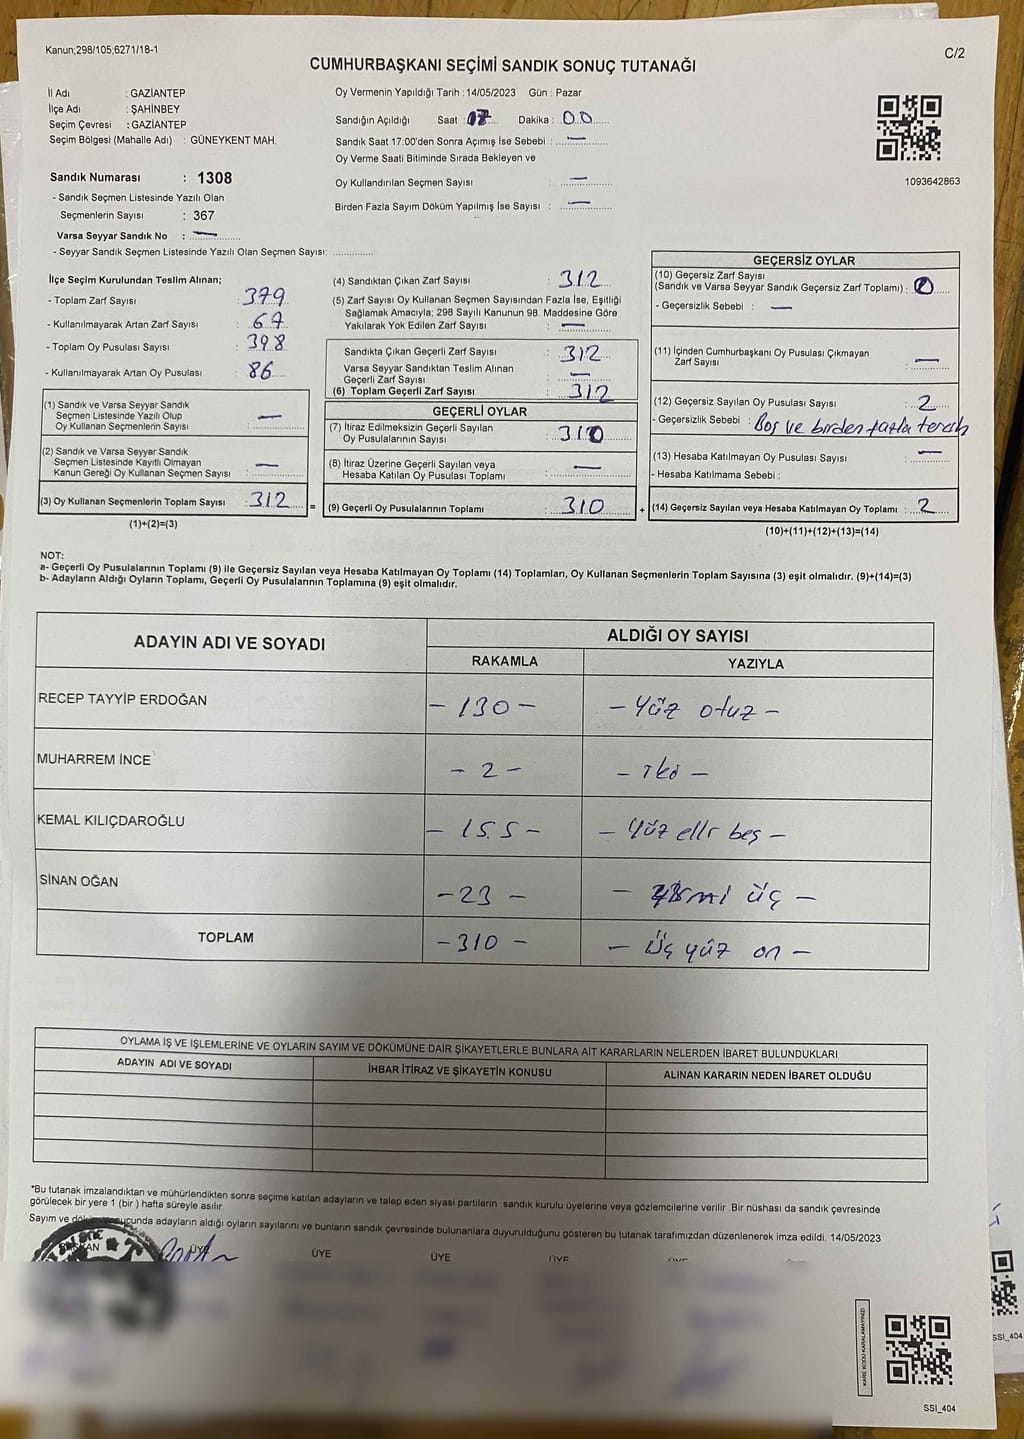 Kanun;298/105;6271/18-1
C/2
CUMHURBAŞKANI SEÇİMİ SANDIK SONUÇ TUTANAĞI
İl Adı : GAZİANTEP
İlçe Adı : ŞAHİNBEY
Seçim Çevresi : GAZİANTEP
Seçim Bölgesi (Mahalle Adı) : GÜNEYKENT MAH.
Sandık Numarası : 1308
- Sandık Seçmen Listesinde Yazılı Olan
Seçmenlerin Sayısı : 367
Varsa Seyyar Sandık No : —
- Seyyar Sandık Seçmen Listesinde Yazılı Olan Seçmen Sayısı: ..............
Oy Vermenin Yapıldığı Tarih : 14/05/2023 Gün : Pazar
Sandığın Açıldığı Saat : 17 Dakika : 00
Sandık Saat 17:00'den Sonra Açımış İse Sebebi : —
Oy Verme Saati Bitiminde Sırada Bekleyen ve
Oy Kullandırılan Seçmen Sayısı : —
Birden Fazla Sayım Döküm Yapılmış İse Sayısı : —
1093642863
İlçe Seçim Kurulundan Teslim Alınan;
- Toplam Zarf Sayısı : 379
- Kullanılmayarak Artan Zarf Sayısı : 67
- Toplam Oy Pusulası Sayısı : 398
- Kullanılmayarak Artan Oy Pusulası : 86
(1) Sandık ve Varsa Seyyar Sandık
Seçmen Listesinde Yazılı Olup
Oy Kullanan Seçmenlerin Sayısı : —
(2) Sandık ve Varsa Seyyar Sandık
Seçmen Listesinde Kayıtlı Olmayan
Kanun Gereği Oy Kullanan Seçmen Sayısı : —
(3) Oy Kullanan Seçmenlerin Toplam Sayısı : 312
(1)+(2)=(3)
=
(4) Sandıktan Çıkan Zarf Sayısı : 312
(5) Zarf Sayısı Oy Kullanan Seçmen Sayısından Fazla İse, Eşitliği
Sağlamak Amacıyla; 298 Sayılı Kanunun 98. Maddesine Göre
Yakılarak Yok Edilen Zarf Sayısı : —
Sandıkta Çıkan Geçerli Zarf Sayısı : 312
Varsa Seyyar Sandıktan Teslim Alınan
Geçerli Zarf Sayısı : —
(6) Toplam Geçerli Zarf Sayısı : 312
GEÇERLİ OYLAR
(7) İtiraz Edilmeksizin Geçerli Sayılan
Oy Pusulalarının Sayısı : 310
(8) İtiraz Üzerine Geçerli Sayılan veya
Hesaba Katılan Oy Pusulası Toplamı : —
(9) Geçerli Oy Pusulalarının Toplamı : 310
+
GEÇERSİZ OYLAR
(10) Geçersiz Zarf Sayısı
(Sandık ve Varsa Seyyar Sandık Geçersiz Zarf Toplamı) : 0
- Geçersizlik Sebebi : —
(11) İçinden Cumhurbaşkanı Oy Pusulası Çıkmayan
Zarf Sayısı : —
(12) Geçersiz Sayılan Oy Pusulası Sayısı : 2
- Geçersizlik Sebebi : Boş ve birden fazla tercih
(13) Hesaba Katılmayan Oy Pusulası Sayısı : —
- Hesaba Katılmama Sebebi :
(14) Geçersiz Sayılan veya Hesaba Katılmayan Oy Toplamı : 2
(10)+(11)+(12)+(13)=(14)
NOT:
a- Geçerli Oy Pusulalarının Toplamı (9) ile Geçersiz Sayılan veya Hesaba Katılmayan Oy Toplamı (14) Toplamları, Oy Kullanan Seçmenlerin Toplam Sayısına (3) eşit olmalıdır. (9)+(14)=(3)
b- Adayların Aldığı Oyların Toplamı, Geçerli Oy Pusulalarının Toplamına (9) eşit olmalıdır.
ADAYIN ADI VE SOYADI
ALDIĞI OY SAYISI
RAKAMLA YAZIYLA
RECEP TAYYİP ERDOĞAN – 130 – – Yüz otuz –
MUHARREM İNCE – 2 – – iki –
KEMAL KILIÇDAROĞLU – 155 – – Yüz elli beş –
SİNAN OĞAN – 23 – – yirmi üç –
TOPLAM – 310 – – Üç yüz on –
OYLAMA İŞ VE İŞLEMLERİNE VE OYLARIN SAYIM VE DÖKÜMÜNE DAİR ŞİKAYETLERLE BUNLARA AİT KARARLARIN NELERDEN İBARET BULUNDUKLARI
ADAYIN ADI VE SOYADI İHBAR İTİRAZ VE ŞİKAYETİN KONUSU ALINAN KARARIN NEDEN İBARET OLDUĞU
*Bu tutanak imzalandıktan ve mühürlendikten sonra seçime katılan adayların ve talep eden siyasi partilerin sandık kurulu üyelerine veya gözlemcilerine verilir. Bir nüshası da sandık çevresinde
görülecek bir yere 1 (bir) hafta süreyle asılır.
Sayım ve unda adayların aldığı oyların sayılarını ve bunların sandık çevresinde bulunanlara duyurulduğunu gösteren bu tutanak tarafımızdan düzenlenerek imza edildi. 14/05/2023
ÜYE ÜYE ÜYE ÜYE
KARE KODU KARALAMAYINIZ!
SSI_404
SSI_404